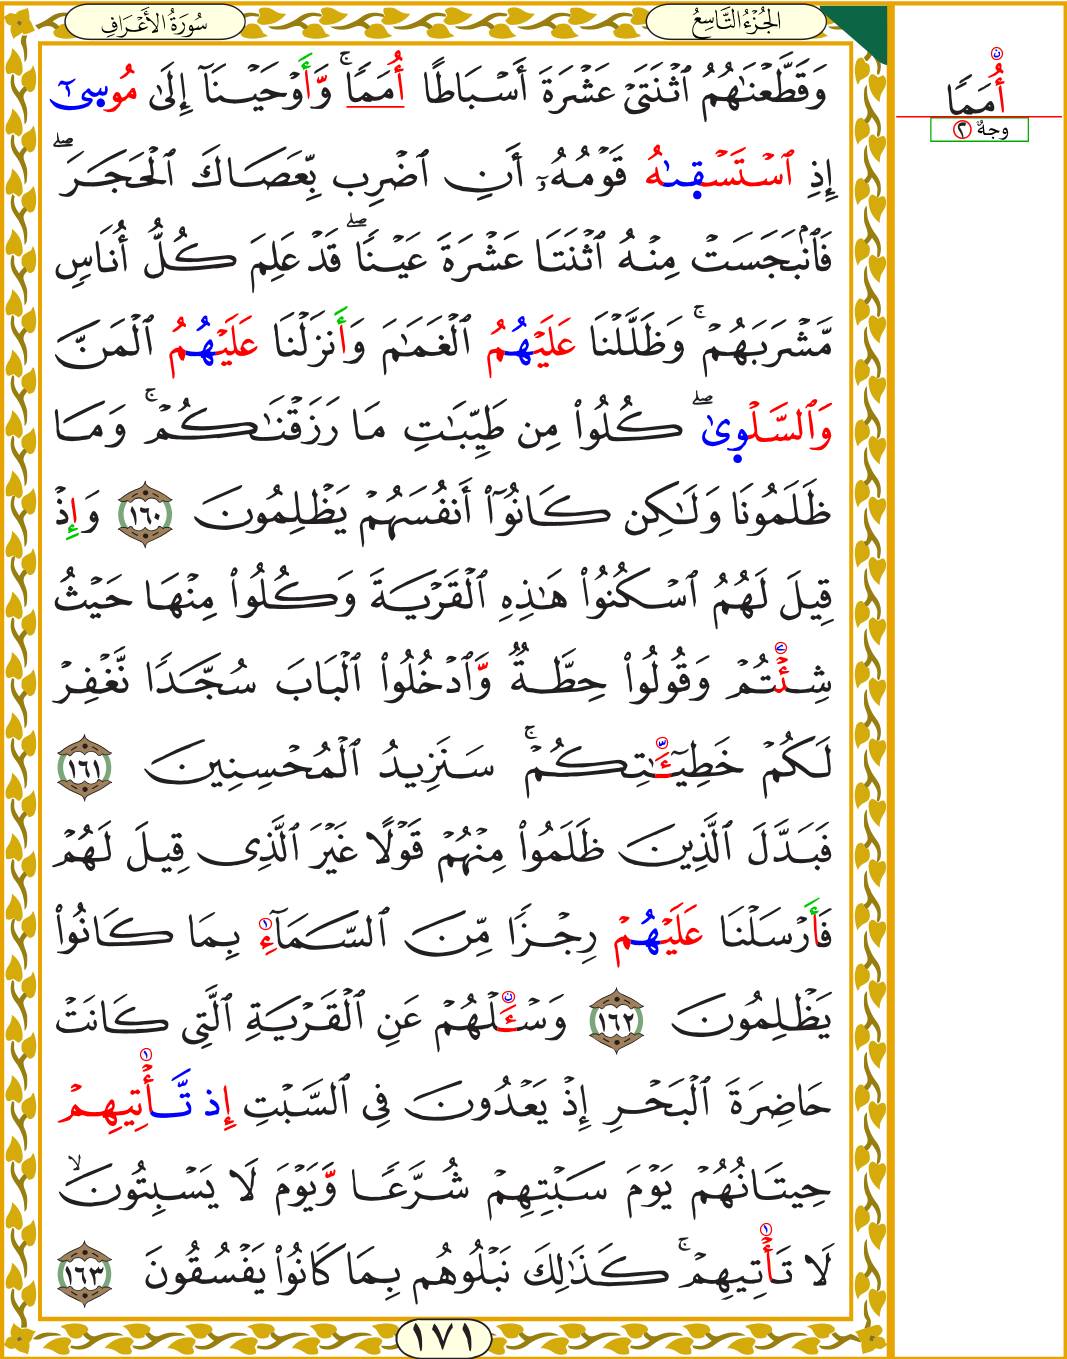 الجُزْءُ التَّاسِعُ
سُورَةُ الأَعْرَافِ
وَقَطَّعْنَٰهُمُ ٱثْنَتَىْ عَشْرَةَ أَسْبَاطًا أُمَمًاۚ وَّأَوْحَيْنَآ إِلَىٰ مُوسِىٰٓ
إِذِ ٱسْتَسْقِىٰهُ قَوْمُهُۥٓ أَنِ ٱضْرِب بِّعَصَاكَ ٱلْحَجَرَۖ
فَٱنۢبَجَسَتْ مِنْهُ ٱثْنَتَا عَشْرَةَ عَيْنًاۖ قَدْ عَلِمَ كُلُّ أُنَاسٍ
مَّشْرَبَهُمْۚ وَظَلَّلْنَا عَلَيْهُمُ ٱلْغَمَٰمَ وَأَنزَلْنَا عَلَيْهُمُ ٱلْمَنَّ
وَٱلسَّلْوِىٰۖ كُلُوا۟ مِن طَيِّبَٰتِ مَا رَزَقْنَٰكُمْۚ وَمَا
ظَلَمُونَا وَلَٰكِن كَانُوٓا۟ أَنفُسَهُمْ يَظْلِمُونَ ١٦٠ وَإِذْ
قِيلَ لَهُمُ ٱسْكُنُوا۟ هَٰذِهِ ٱلْقَرْيَةَ وَكُلُوا۟ مِنْهَا حَيْثُ
شِئْتُمْ وَقُولُوا۟ حِطَّةٌ وَّٱدْخُلُوا۟ ٱلْبَابَ سُجَّدًا نَّغْفِرْ
لَكُمْ خَطِيٓـَٰٔتِكُمْۚ سَنَزِيدُ ٱلْمُحْسِنِينَ ١٦١
فَبَدَّلَ ٱلَّذِينَ ظَلَمُوا۟ مِنْهُمْ قَوْلًا غَيْرَ ٱلَّذِى قِيلَ لَهُمْ
فَأَرْسَلْنَا عَلَيْهُمْ رِجْزًا مِّنَ ٱلسَّمَآءِ بِمَا كَانُوا۟
يَظْلِمُونَ ١٦٢ وَسْـَٔلْهُمْ عَنِ ٱلْقَرْيَةِ ٱلَّتِى كَانَتْ
حَاضِرَةَ ٱلْبَحْرِ إِذْ يَعْدُونَ فِى ٱلسَّبْتِ إِذ تَّأْتِيهِمْ
حِيتَانُهُمْ يَوْمَ سَبْتِهِمْ شُرَّعًا وَّيَوْمَ لَا يَسْبِتُونَۙ
لَا تَأْتِيهِمْۚ كَذَٰلِكَ نَبْلُوهُم بِمَا كَانُوا۟ يَفْسُقُونَ ١٦٣
١٧١
أُمَمًا
وجهٌ ٢